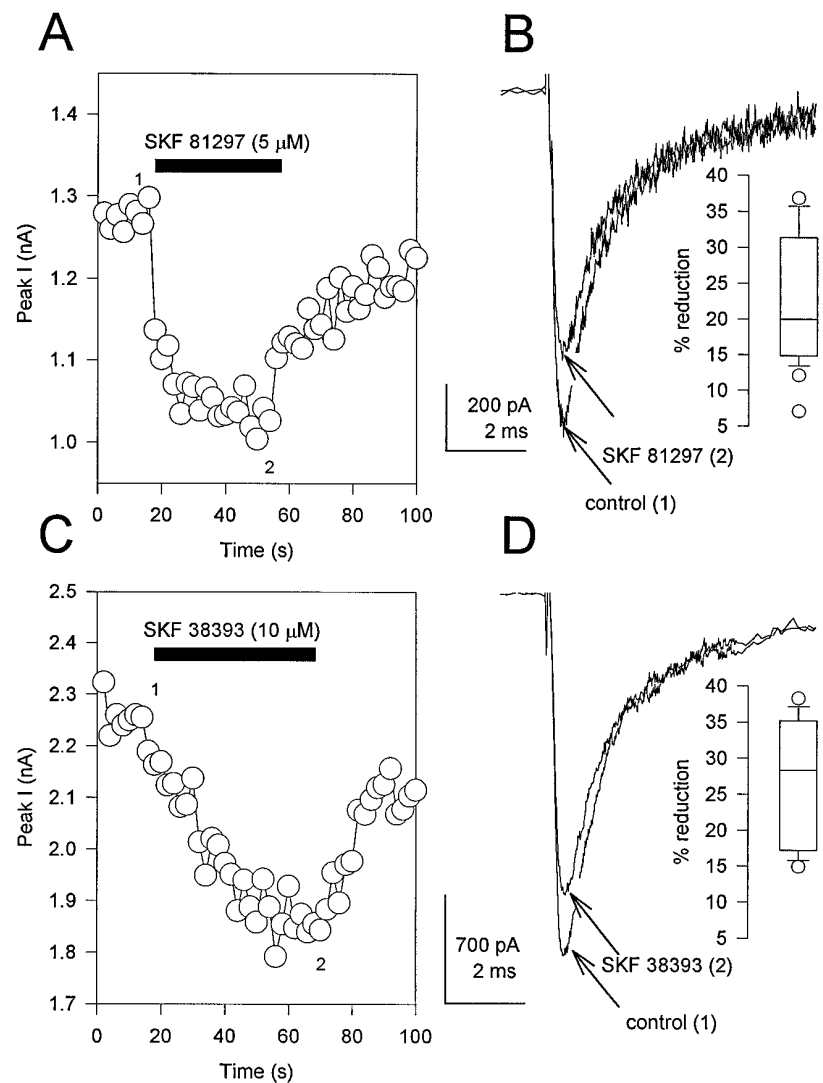 A
Peak I (nA)
1.4
1.3
1.2
1.1
1.0
SKF 81297 (5 μM)
1
2
0
20
40
60
80
100
Time (s)
B
200 pA
2 ms
SKF 81297 (2)
control (1)
% reduction
40
35
30
25
20
15
10
5
C
Peak I (nA)
2.5
2.4
2.3
2.2
2.1
2.0
1.9
1.8
1.7
SKF 38393 (10 μM)
1
2
0
20
40
60
80
100
Time (s)
D
700 pA
2 ms
SKF 38393 (2)
control (1)
% reduction
40
35
30
25
20
15
10
5